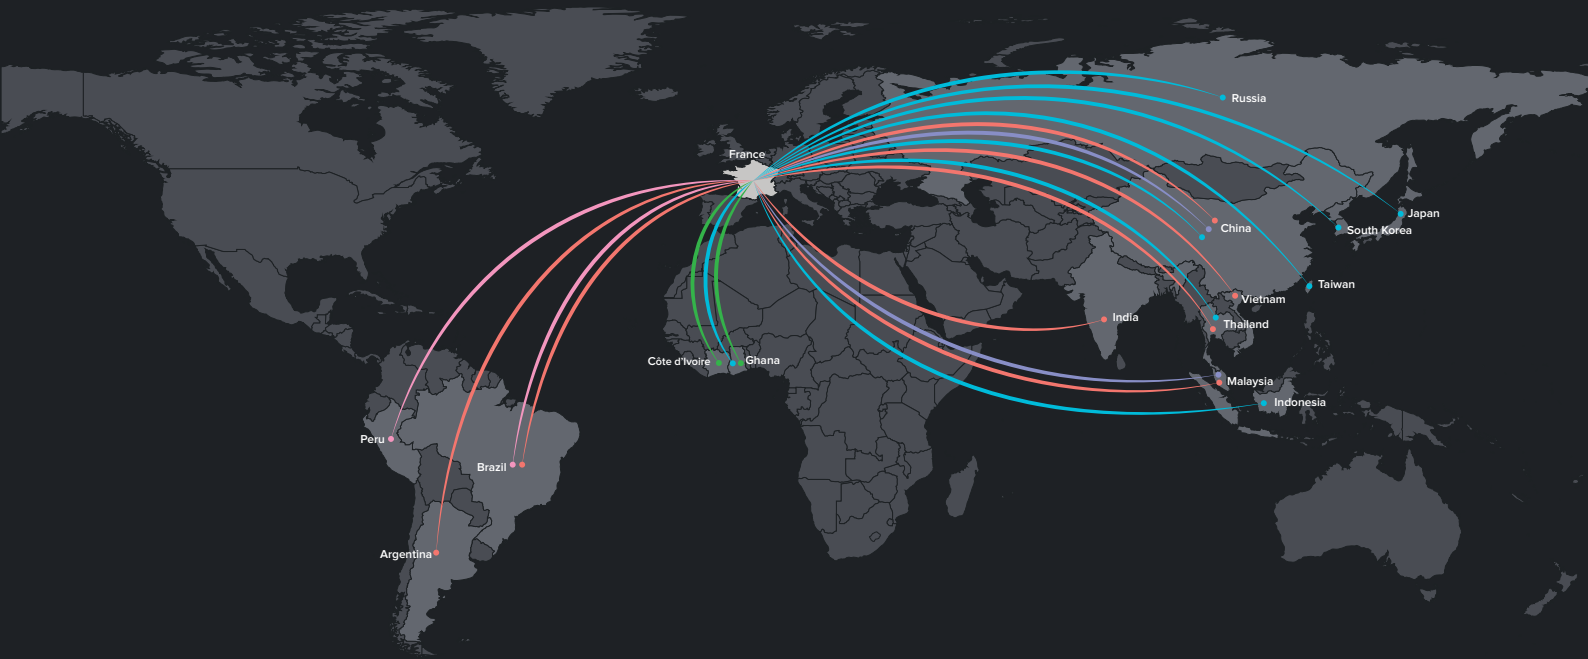 Russia
France
Japan
China
South Korea
Taiwan
Vietnam
India
Thailand
Côte d'Ivoire
Ghana
Malaysia
Indonesia
Peru
Brazil
Argentina